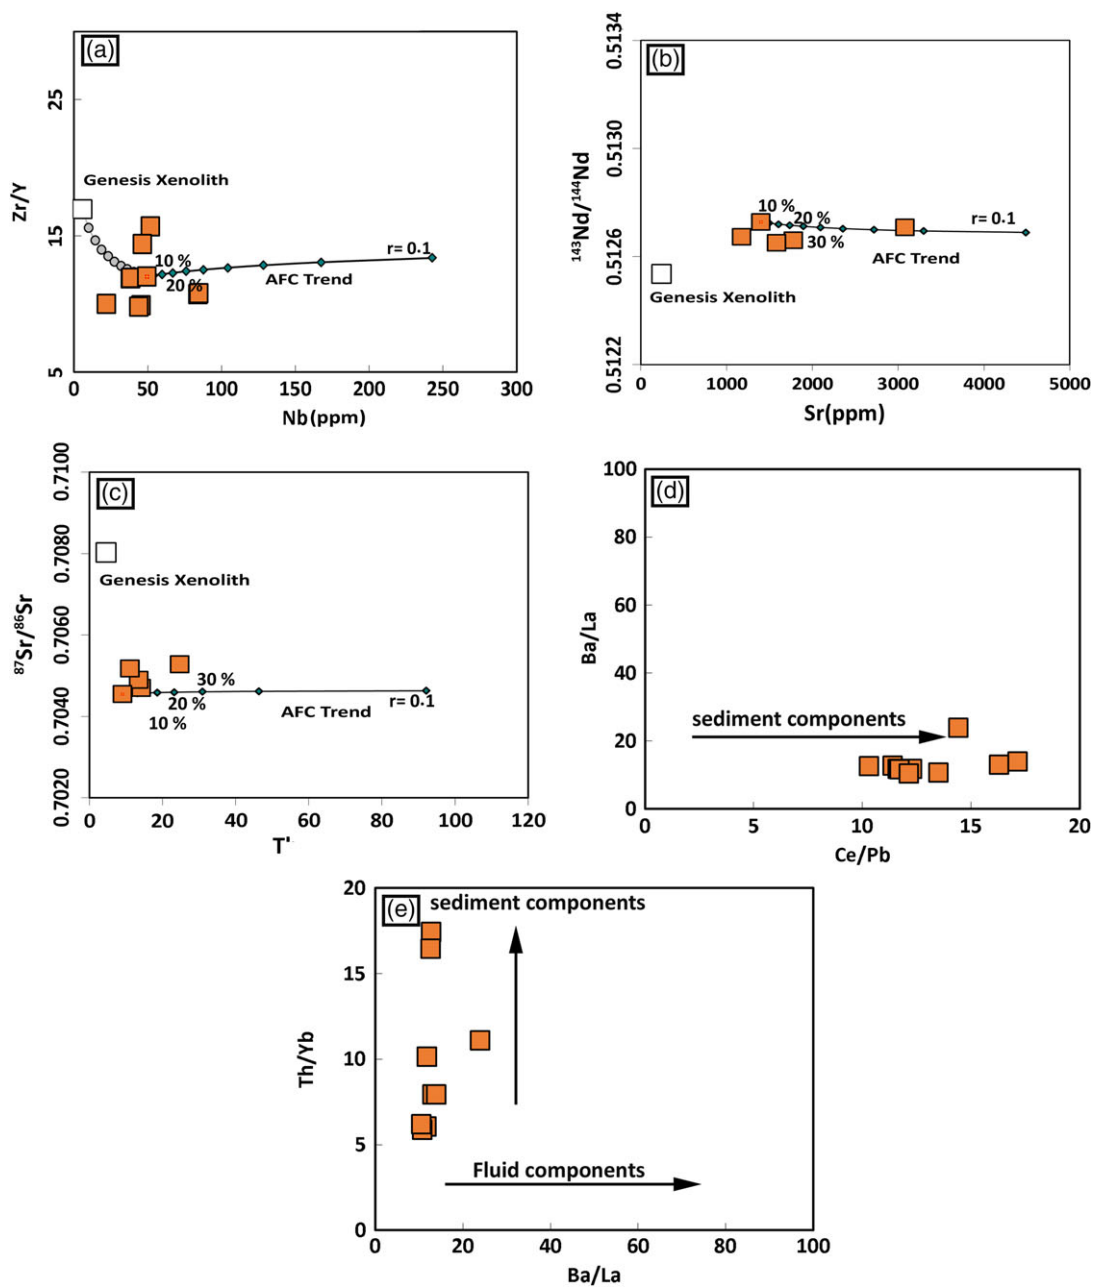 (a)
25
15
5
Zr/Y
Genesis Xenolith
10 %
20 %
r= 0.1
AFC Trend
0 50 100 150 200 250 300
Nb(ppm)
(b)
0.5134
0.5130
0.5126
0.5122
¹⁴³Nd/¹⁴⁴Nd
10 %
20 %
30 %
r= 0.1
AFC Trend
Genesis Xenolith
1000 2000 3000 4000 5000
Sr(ppm)
(c)
0.7100
0.7080
0.7060
0.7040
0.7020
⁸⁷Sr/⁸⁶Sr
Genesis Xenolith
30 %
20 %
10 %
r= 0.1
AFC Trend
0 20 40 60 80 100 120
T'
(d)
100
80
60
40
20
0
Ba/La
sediment components
0 5 10 15 20
Ce/Pb
(e)
sediment components
20
15
10
5
0
Th/Yb
Fluid components
0 20 40 60 80 100
Ba/La